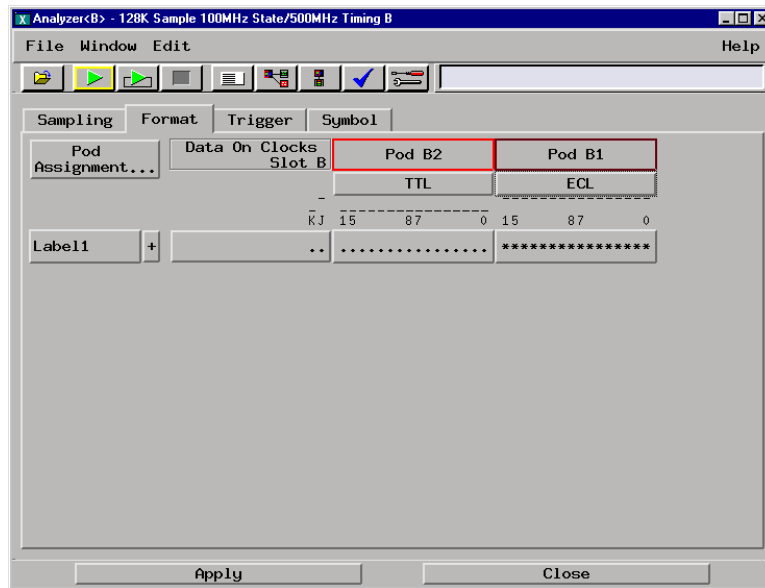 Analyzer<B> - 128K Sample 100MHz State/500MHz Timing B
File Window Edit Help
Sampling Format Trigger Symbol
Pod Assignment... Data On Clocks Slot B Pod B2 Pod B1
TTL ECL
KJ 15 87 0 15 87 0
Label1 + .. ................ ****************
Apply Close